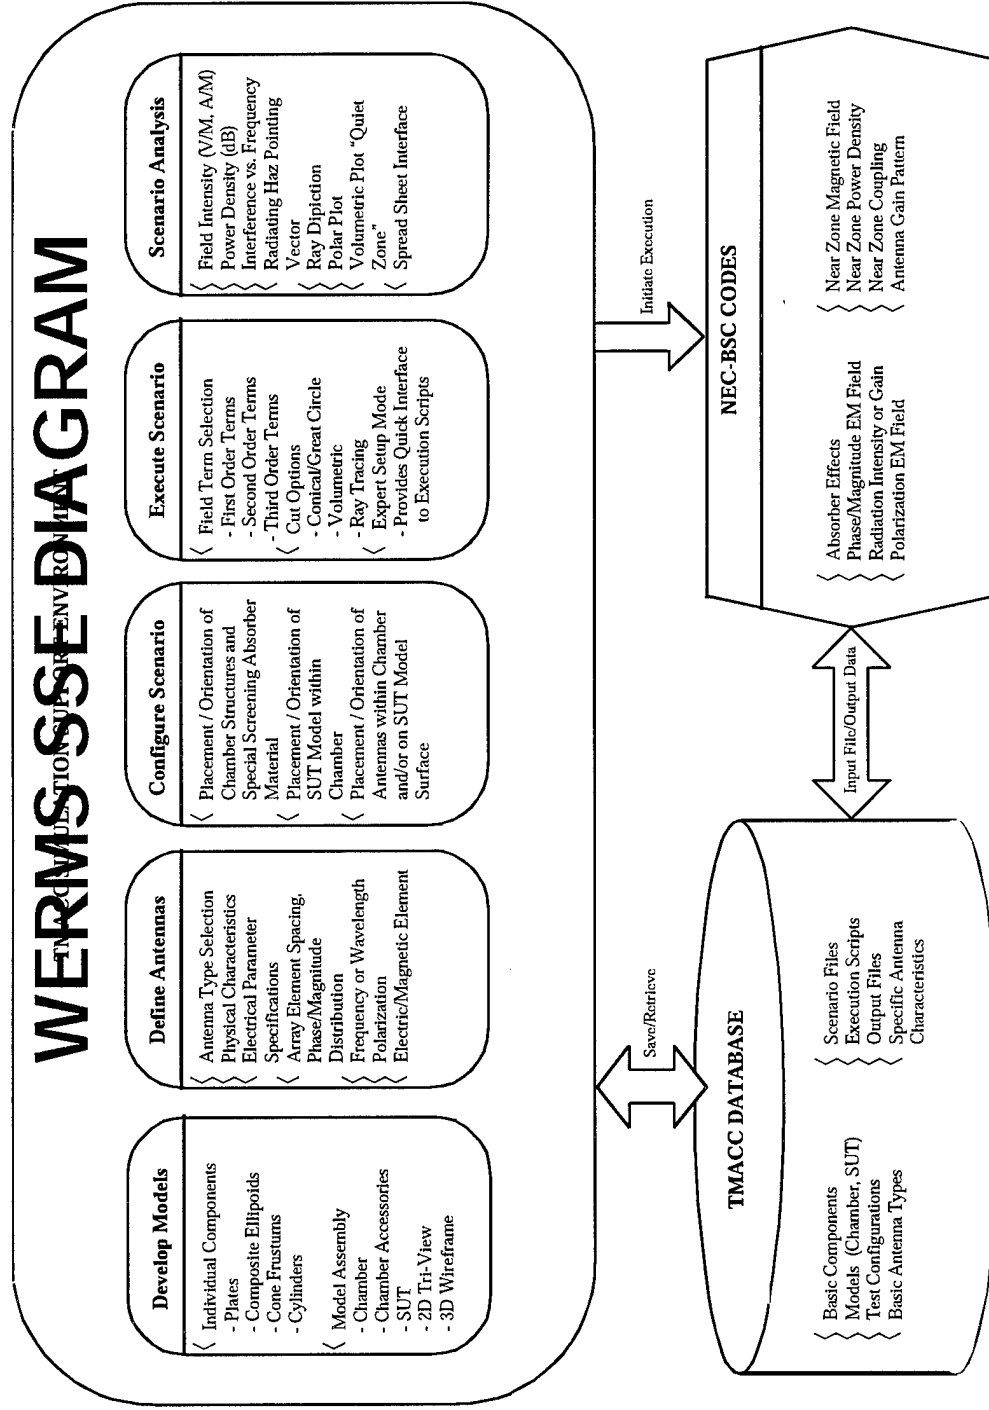 WERMS SSE DIAGRAM
TMACC SIMULATION SUPPORT ENVIRONMENT
Develop Models
〈 Individual Components
- Plates
- Composite Ellipoids
- Cone Frustums
- Cylinders
〈 Model Assembly
- Chamber
- Chamber Accessories
- SUT
- 2D Tri-View
- 3D Wireframe
Define Antennas
〈 Antenna Type Selection
〈 Physical Characteristics
〈 Electrical Parameter
Specifications
〈 Array Element Spacing,
Phase/Magnitude
Distribution
〈 Frequency or Wavelength
〈 Polarization
〈 Electric/Magnetic Element
Configure Scenario
〈 Placement / Orientation of
Chamber Structures and
Special Screening Absorber
Material
〈 Placement / Orientation of
SUT Model within
Chamber
〈 Placement / Orientation of
Antennas within Chamber
and/or on SUT Model
Surface
Execute Scenario
〈 Field Term Selection
- First Order Terms
- Second Order Terms
- Third Order Terms
〈 Cut Options
- Conical/Great Circle
- Volumetric
- Ray Tracing
〈 Expert Setup Mode
- Provides Quick Interface
to Execution Scripts
Scenario Analysis
〈 Field Intensity (V/M, A/M)
〈 Power Density (dB)
〈 Interference vs. Frequency
〈 Radiating Haz Pointing
Vector
〈 Ray Dipiction
〈 Polar Plot
〈 Volumetric Plot "Quiet
Zone"
〈 Spread Sheet Interface
Save/Retrieve
Initiate Execution
TMACC DATABASE
〈 Basic Components
〈 Models (Chamber, SUT)
〈 Test Configurations
〈 Basic Antenna Types
〈 Scenario Files
〈 Execution Scripts
〈 Output Files
〈 Specific Antenna
Characteristics
Input File/Output Data
NEC-BSC CODES
〈 Absorber Effects
〈 Phase/Magnitude EM Field
〈 Radiation Intensity or Gain
〈 Polarization EM Field
〈 Near Zone Magnetic Field
〈 Near Zone Power Density
〈 Near Zone Coupling
〈 Antenna Gain Pattern